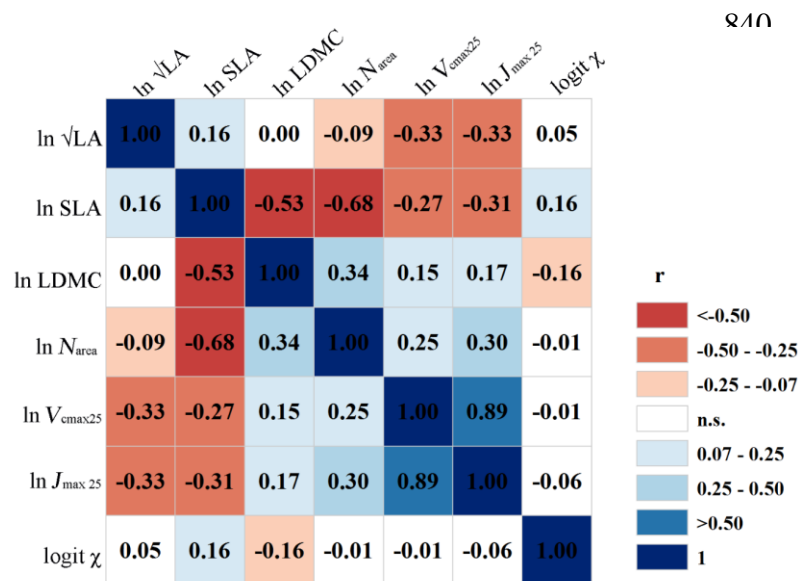 840
ln √LA ln SLA ln LDMC ln Narea ln Vcmax25 ln Jmax 25 logit χ
ln √LA 1.00 0.16 0.00 -0.09 -0.33 -0.33 0.05
ln SLA 0.16 1.00 -0.53 -0.68 -0.27 -0.31 0.16
ln LDMC 0.00 -0.53 1.00 0.34 0.15 0.17 -0.16
ln Narea -0.09 -0.68 0.34 1.00 0.25 0.30 -0.01
ln Vcmax25 -0.33 -0.27 0.15 0.25 1.00 0.89 -0.01
ln Jmax 25 -0.33 -0.31 0.17 0.30 0.89 1.00 -0.06
logit χ 0.05 0.16 -0.16 -0.01 -0.01 -0.06 1.00
r
<-0.50
-0.50 - -0.25
-0.25 - -0.07
n.s.
0.07 - 0.25
0.25 - 0.50
>0.50
1